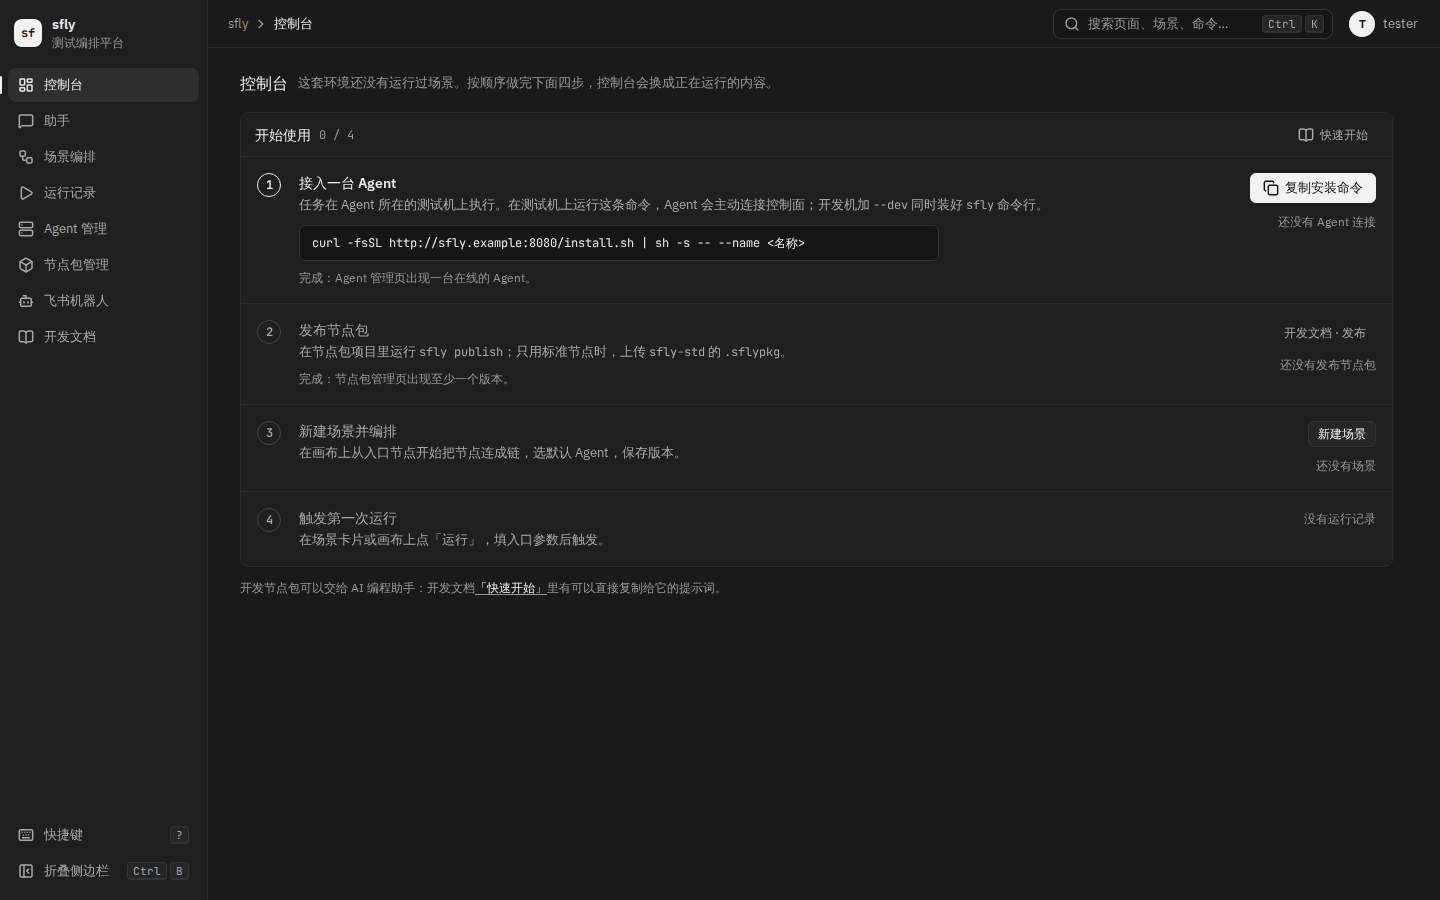 sf
sfly
测试编排平台
控制台
助手
场景编排
运行记录
Agent 管理
节点包管理
飞书机器人
开发文档
快捷键 ?
折叠侧边栏 Ctrl B
sfly > 控制台
搜索页面、场景、命令... Ctrl K
T tester
控制台 这套环境还没有运行过场景。按顺序做完下面四步，控制台会换成正在运行的内容。
开始使用 0 / 4
快速开始
1 接入一台 Agent
任务在 Agent 所在的测试机上执行。在测试机上运行这条命令，Agent 会主动连接控制面；开发机加 --dev 同时装好 sfly 命令行。
curl -fsSL http://sfly.example:8080/install.sh | sh -s -- --name <名称>
完成：Agent 管理页出现一台在线的 Agent。
复制安装命令
还没有 Agent 连接
2 发布节点包
在节点包项目里运行 sfly publish；只用标准节点时，上传 sfly-std 的 .sflypkg。
完成：节点包管理页出现至少一个版本。
开发文档 · 发布
还没有发布节点包
3 新建场景并编排
在画布上从入口节点开始把节点连成链，选默认 Agent，保存版本。
新建场景
还没有场景
4 触发第一次运行
在场景卡片或画布上点「运行」，填入口参数后触发。
没有运行记录
开发节点包可以交给 AI 编程助手：开发文档「快速开始」里有可以直接复制给它的提示词。